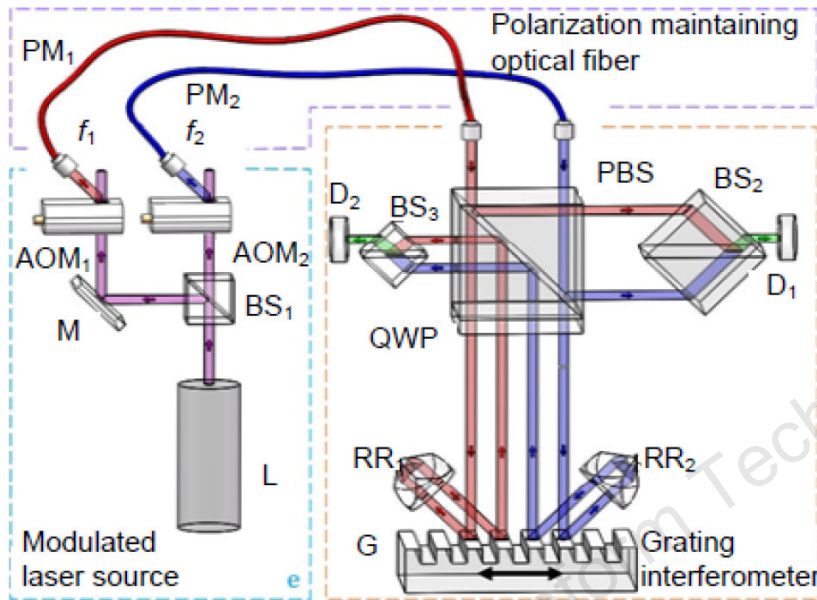 Polarization maintaining
optical fiber
PM₁
PM₂
f₁
f₂
PBS
BS₂
D₂
BS₃
AOM₁
AOM₂
D₁
BS₁
M
QWP
L
RR₁
RR₂
G
Modulated
laser source
e
Grating
interferometer